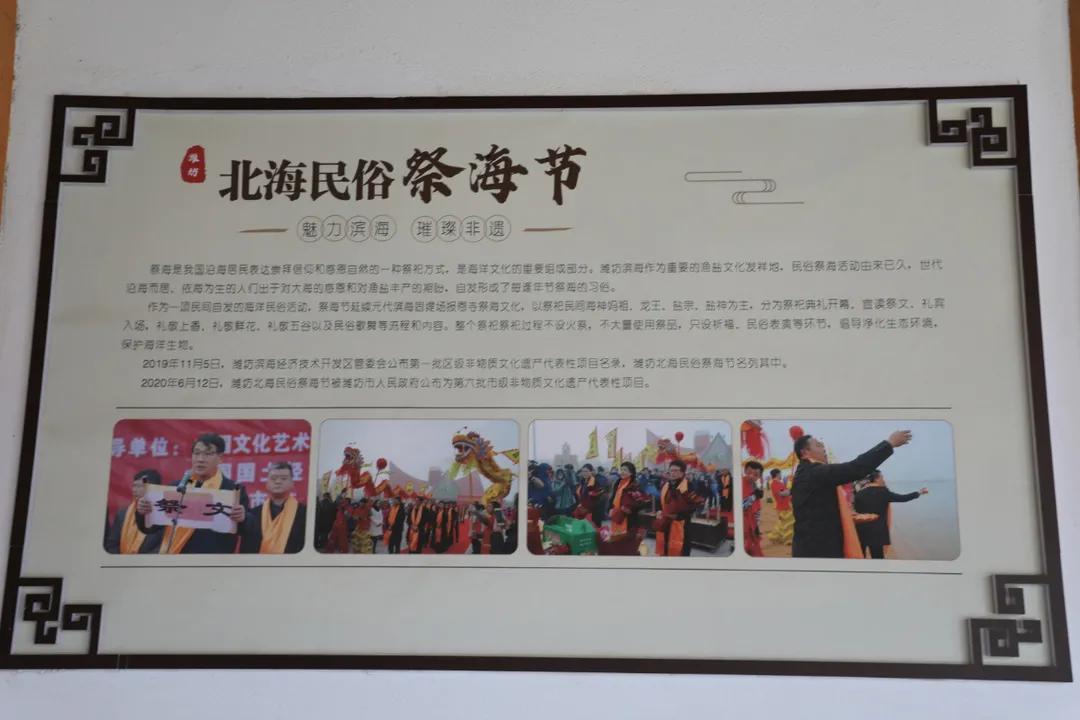 潍坊
北海民俗祭海节
魅力滨海 璀璨非遗
祭海是我国沿海居民表达崇拜信仰和感恩自然的一种祭祀方式，是海洋文化的重要组成部分。潍坊滨海作为重要的渔盐文化发祥地，民俗祭海活动由来已久，世代
沿海而居、依海为生的人们出于对大海的感恩和对渔盐丰产的期盼，自发形成了每逢年节祭海的习俗。
作为一项民间自发的海洋民俗活动，祭海节延续元代滨海固堤场报恩寺祭海文化，以祭祀民间海神妈祖、龙王、盐宗、盐神为主，分为祭祀典礼开幕、宣读祭文、礼宾
入场，礼敬上香、礼敬鲜花、礼敬五谷以及民俗歌舞等流程和内容。整个祭祀祭祀过程不设火祭，不大量使用祭品，只设祈福、民俗表演等环节，倡导净化生态环境，
保护海洋生物。
2019年11月5日，潍坊滨海经济技术开发区管委会公布第一批区级非物质文化遗产代表性项目名录，潍坊北海民俗祭海节名列其中。
2020年6月12日，潍坊北海民俗祭海节被潍坊市人民政府公布为第六批市级非物质文化遗产代表性项目。
导单位：
国文化艺术
国国土经
市
祭 文